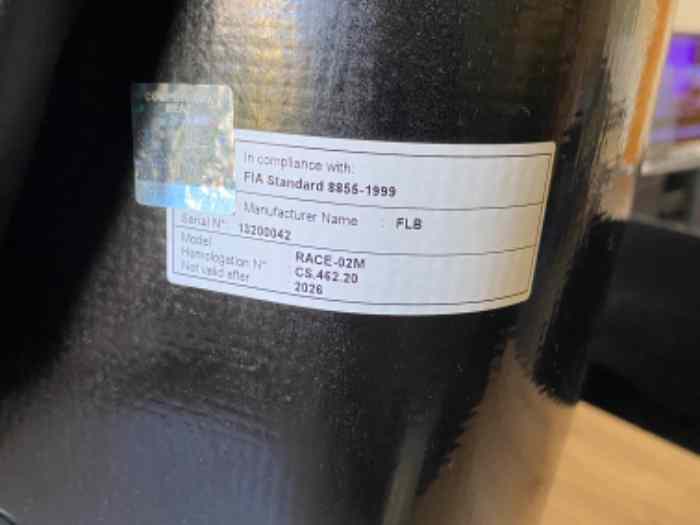 In compliance with:
FIA Standard 8855-1999
Manufacturer Name : FLB
Serial N° 13200042
Model RACE-02M
Homologation N° CS.462.20
Not valid after 2026